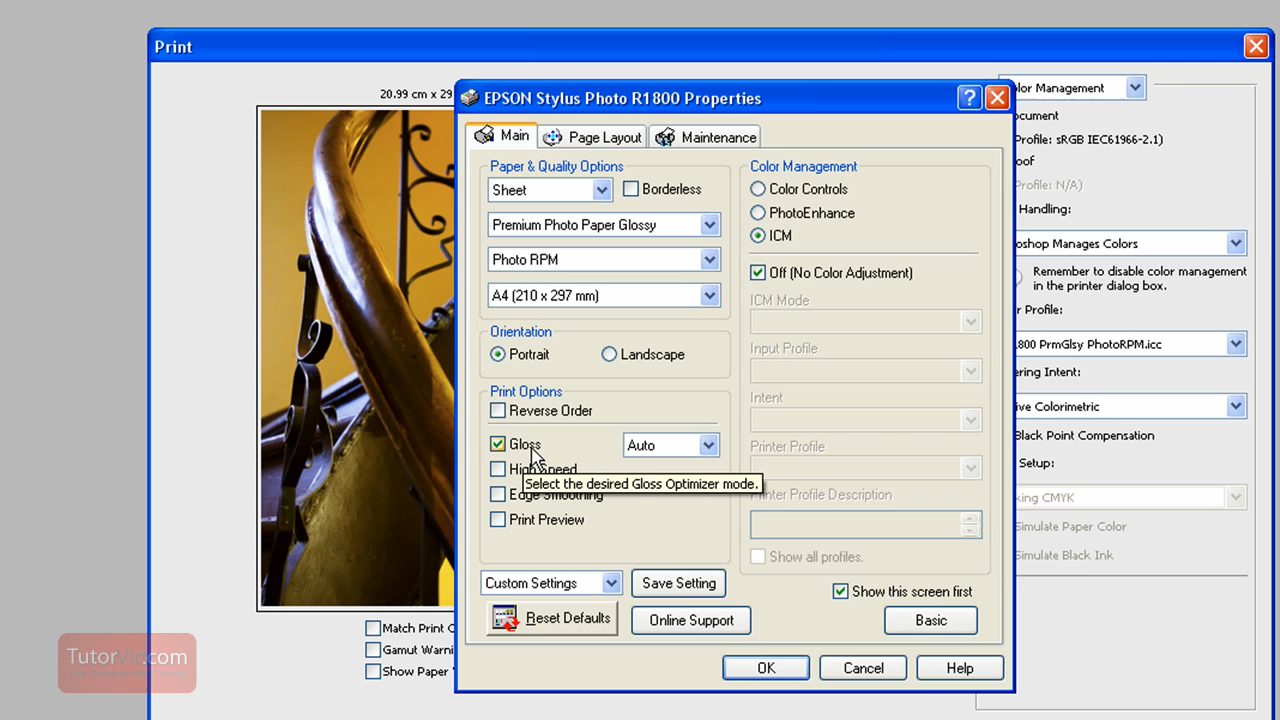 Print
20.99 cm x 29
EPSON Stylus Photo R1800 Properties
Main
Page Layout
Maintenance
Paper & Quality Options
Sheet
Borderless
Premium Photo Paper Glossy
Photo RPM
A4 (210 x 297 mm)
Orientation
Portrait
Landscape
Print Options
Reverse Order
Gloss
Auto
High Speed
Select the desired Gloss Optimizer mode.
Edge Smoothing
Print Preview
Custom Settings
Save Setting
Reset Defaults
Online Support
Color Management
Color Controls
PhotoEnhance
ICM
Off (No Color Adjustment)
ICM Mode
Input Profile
Intent
Printer Profile
Printer Profile Description
Show all profiles.
Show this screen first
Basic
OK
Cancel
Help
olor Management
ocument
Profile: sRGB IEC61966-2.1)
oof
Profile: N/A)
Handling:
oshop Manages Colors
Remember to disable color management
in the printer dialog box.
r Profile:
800 PrmGlsy PhotoRPM.icc
ering Intent:
ive Colorimetric
Black Point Compensation
Setup:
king CMYK
Simulate Paper Color
Simulate Black Ink
Match Print C
Gamut Warni
Show Paper
TutorVid.com